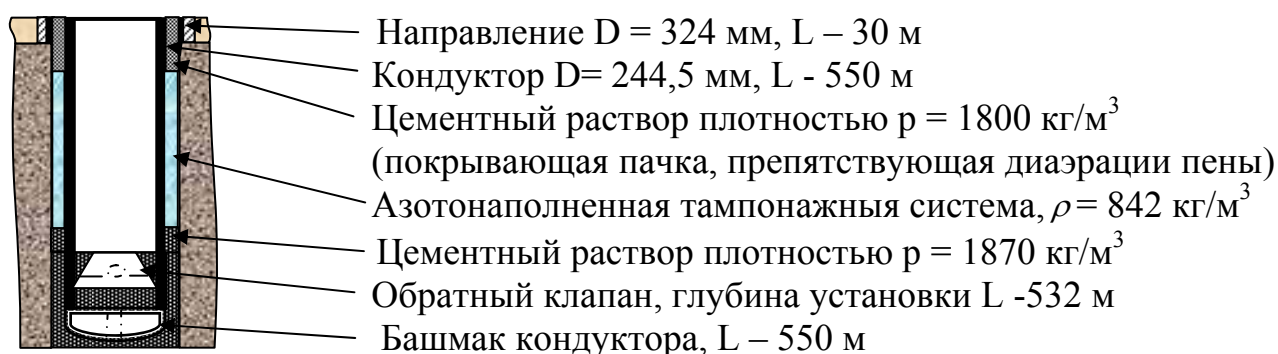 Направление D = 324 мм, L – 30 м
Кондуктор D= 244,5 мм, L - 550 м
Цементный раствор плотностью р = 1800 кг/м³
(покрывающая пачка, препятствующая диаэрации пены)
Азотонаполненная тампонажныя система, ρ = 842 кг/м³
Цементный раствор плотностью р = 1870 кг/м³
Обратный клапан, глубина установки L -532 м
Башмак кондуктора, L – 550 м